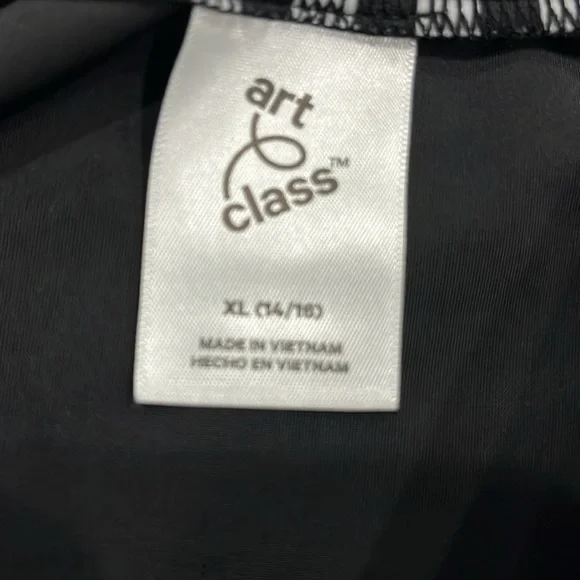 art
class™
XL (14/16)
MADE IN VIETNAM
HECHO EN VIETNAM